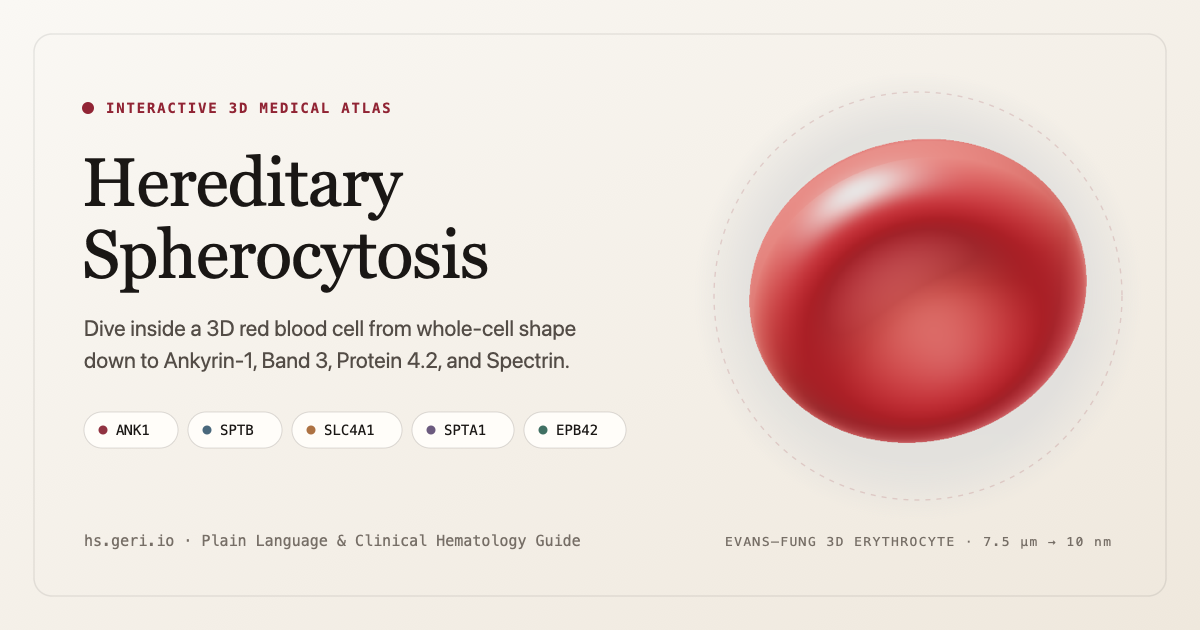 INTERACTIVE 3D MEDICAL ATLAS
Hereditary
Spherocytosis
Dive inside a 3D red blood cell from whole-cell shape
down to Ankyrin-1, Band 3, Protein 4.2, and Spectrin.
ANK1 SPTB SLC4A1 SPTA1 EPB42
hs.geri.io · Plain Language & Clinical Hematology Guide
EVANS–FUNG 3D ERYTHROCYTE · 7.5 µm → 10 nm